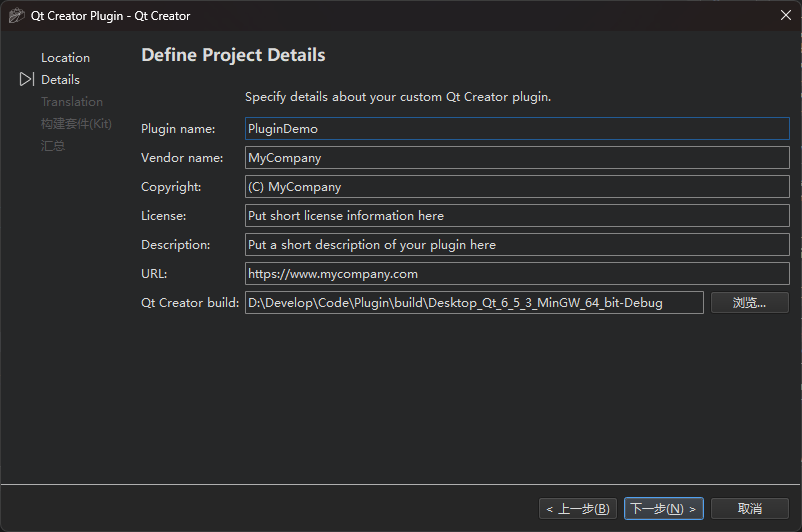 Qt Creator Plugin - Qt Creator
Location
Details
Translation
构建套件(Kit)
汇总
Define Project Details
Specify details about your custom Qt Creator plugin.
Plugin name: PluginDemo
Vendor name: MyCompany
Copyright: (C) MyCompany
License: Put short license information here
Description: Put a short description of your plugin here
URL: https://www.mycompany.com
Qt Creator build: D:\Develop\Code\Plugin\build\Desktop_Qt_6_5_3_MinGW_64_bit-Debug 浏览...
< 上一步(B) 下一步(N) > 取消